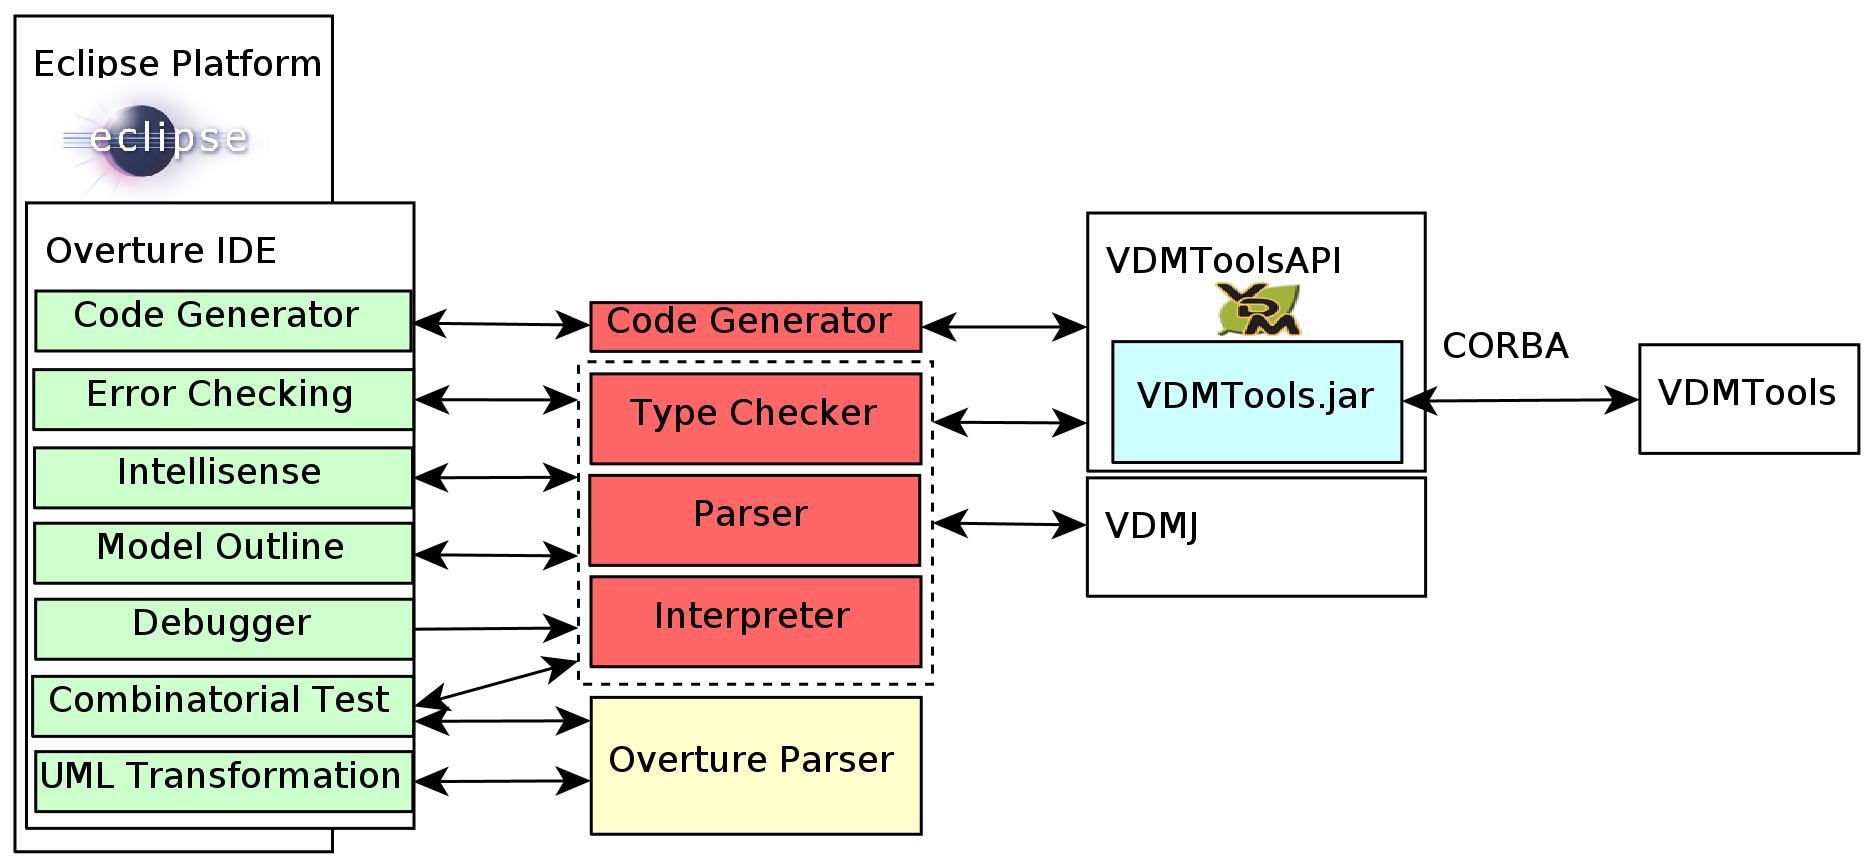 Eclipse Platform
eclipse
Overture IDE
Code Generator
Error Checking
Intellisense
Model Outline
Debugger
Combinatorial Test
UML Transformation
Code Generator
Type Checker
Parser
Interpreter
Overture Parser
VDMToolsAPI
VDM
VDMTools.jar
VDMJ
CORBA
VDMTools